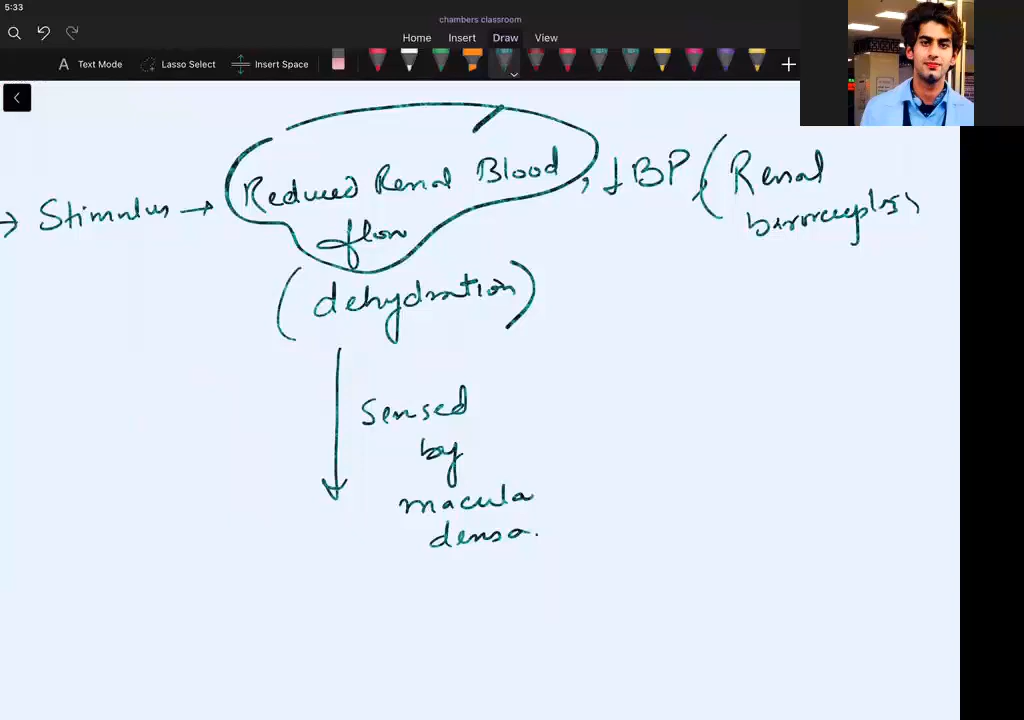 5:33
chambers classroom
Home Insert Draw View
Text Mode Lasso Select Insert Space
→ Stimulus → Reduced Renal Blood flow, ↓ BP (Renal
(dehydration)
Sensed
by
macula
densa.